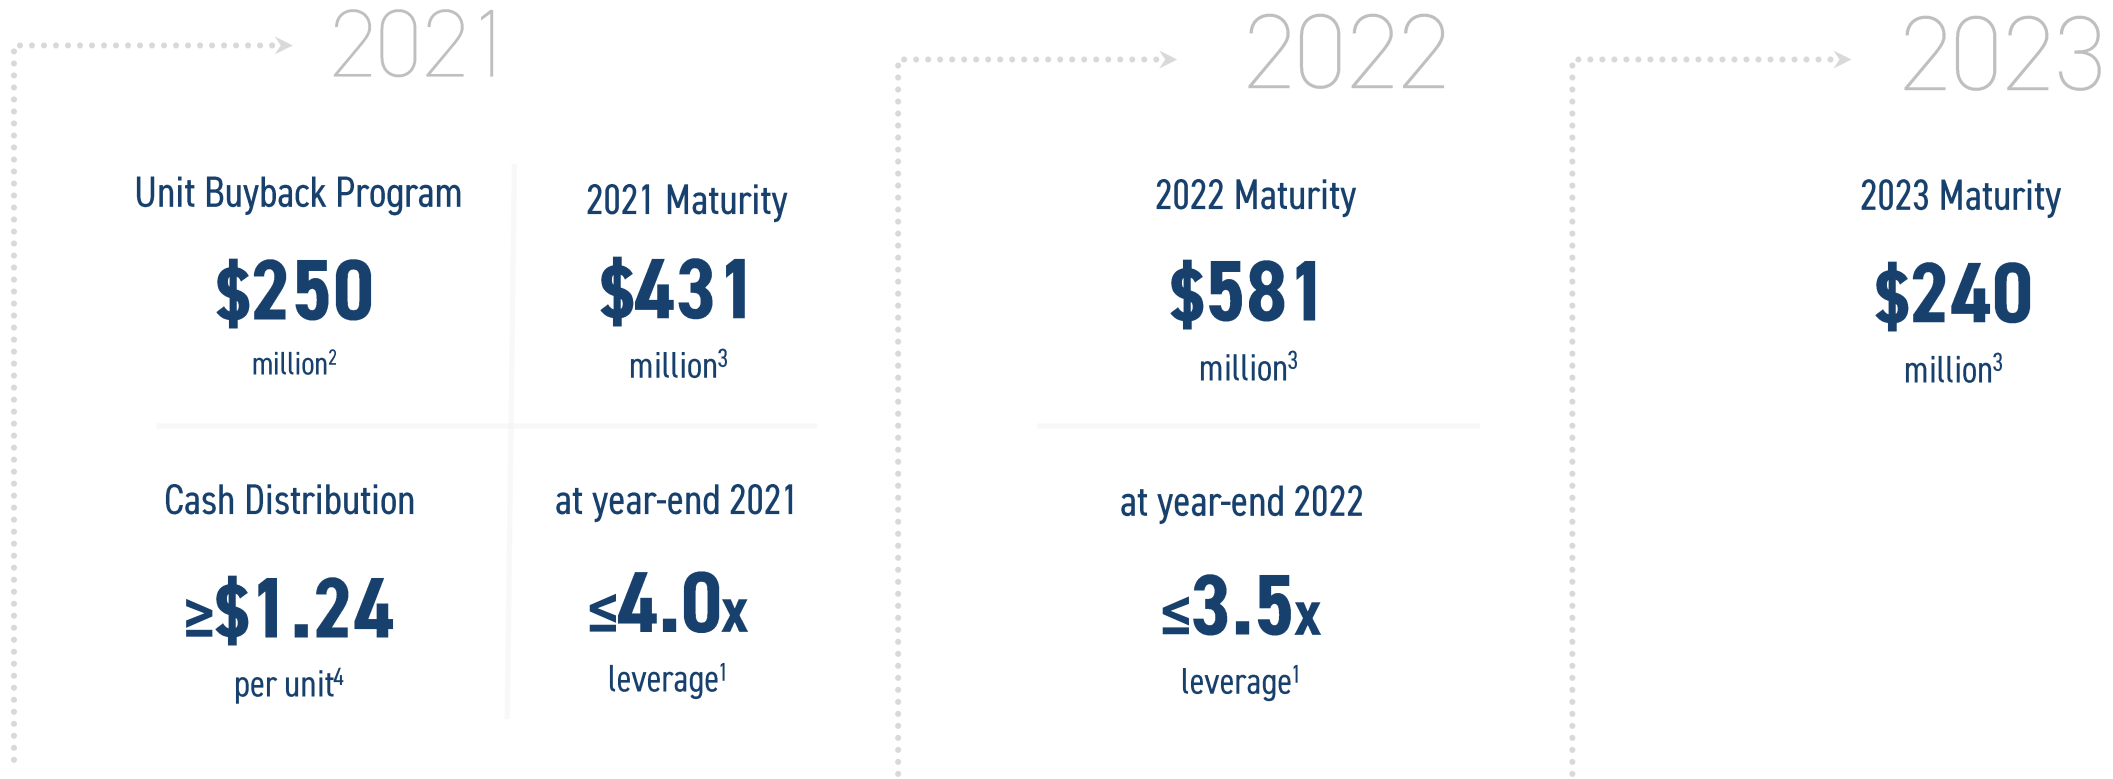 2021
Unit Buyback Program
$250
million²
2021 Maturity
$431
million³
Cash Distribution
≥$1.24
per unit⁴
at year-end 2021
≤4.0x
leverage¹
2022
2022 Maturity
$581
million³
at year-end 2022
≤3.5x
leverage¹
2023
2023 Maturity
$240
million³